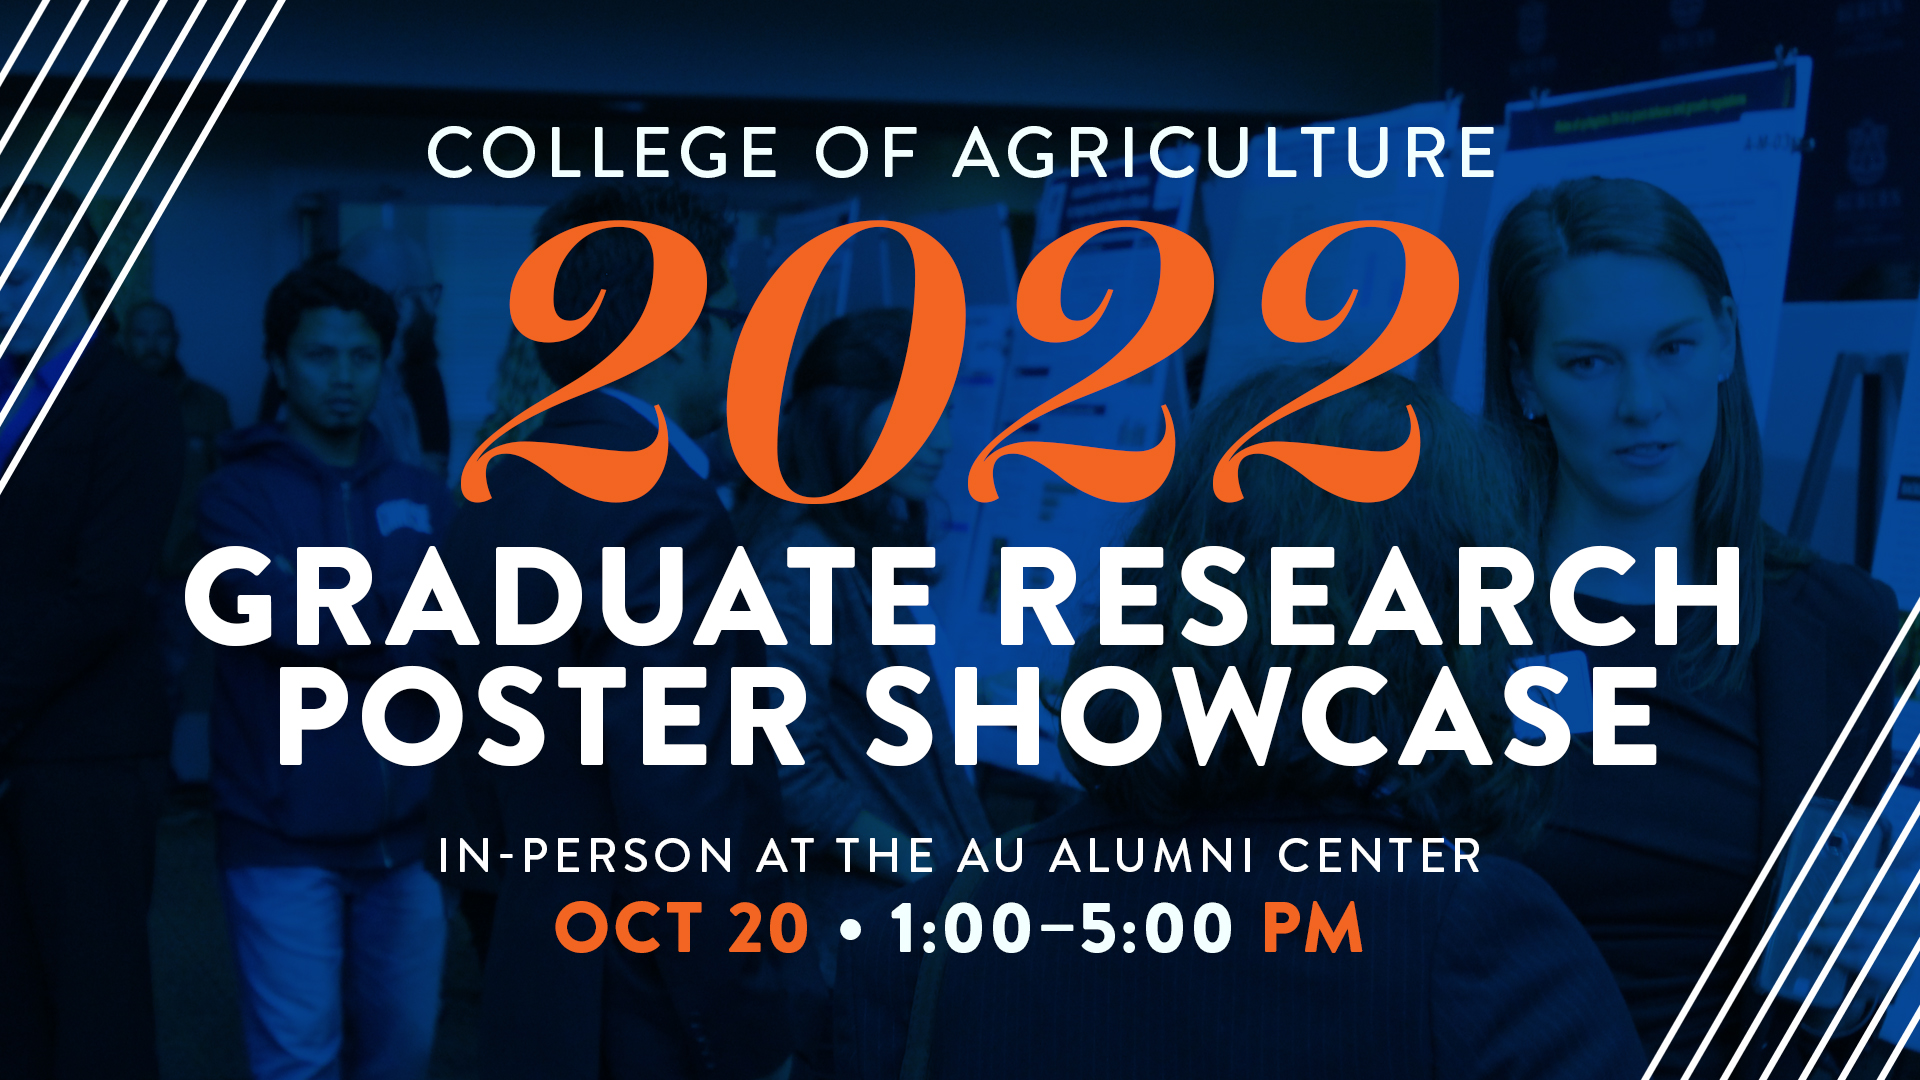 COLLEGE OF AGRICULTURE
2022
GRADUATE RESEARCH
POSTER SHOWCASE
IN-PERSON AT THE AU ALUMNI CENTER
OCT 20 • 1:00–5:00 PM